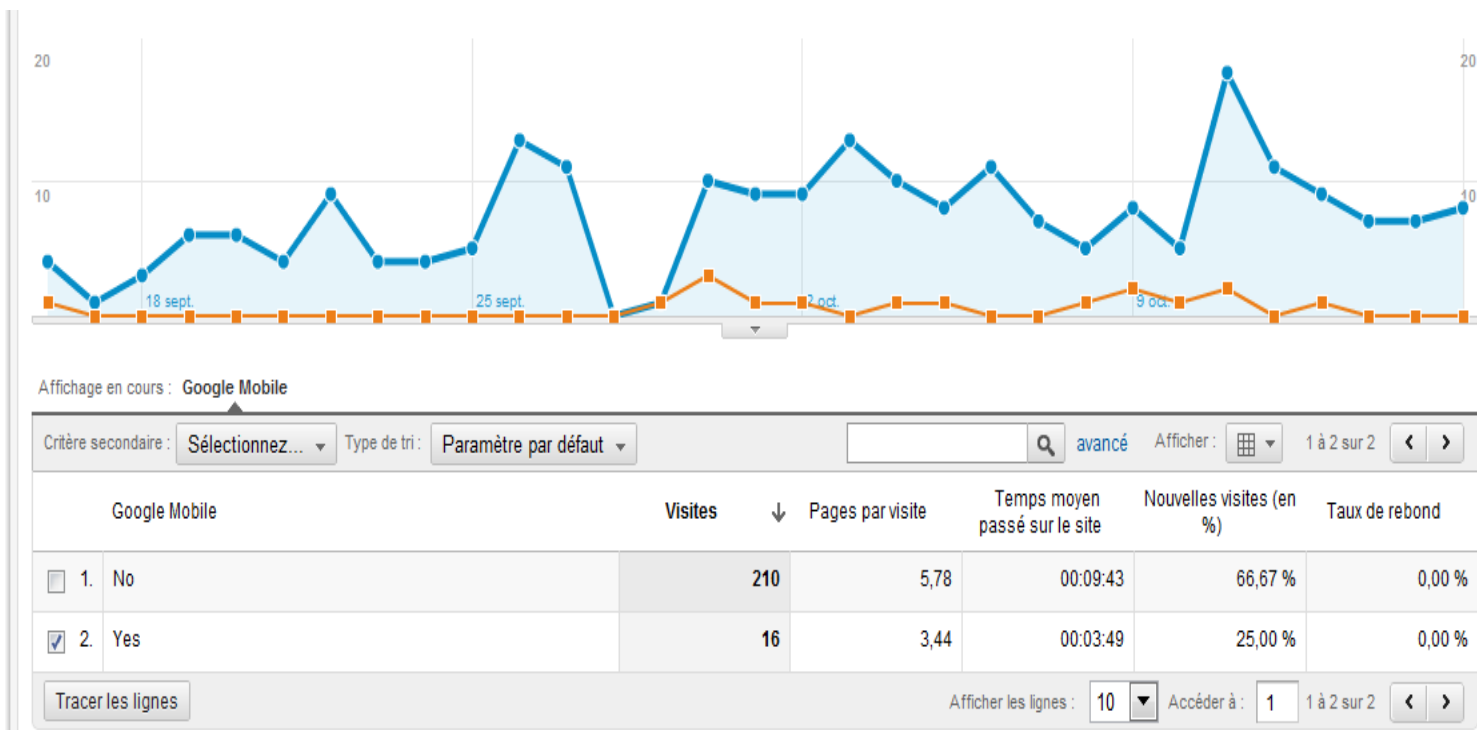 20 20
10 10
18 sept. 25 sept. 2 oct. 9 oct.
Affichage en cours : Google Mobile
Critère secondaire : Sélectionnez... Type de tri : Paramètre par défaut avancé Afficher : 1 à 2 sur 2
Google Mobile Visites Pages par visite Temps moyen passé sur le site Nouvelles visites (en %) Taux de rebond
1. No 210 5,78 00:09:43 66,67 % 0,00 %
2. Yes 16 3,44 00:03:49 25,00 % 0,00 %
Tracer les lignes Afficher les lignes : 10 Accéder à : 1 1 à 2 sur 2